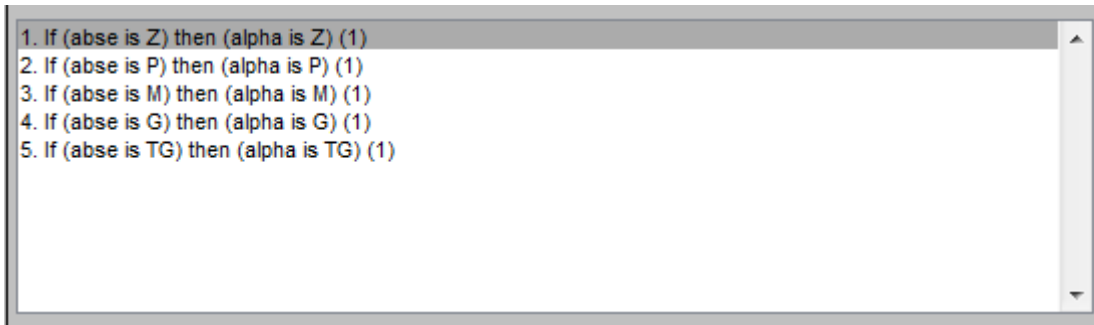 1. If (abse is Z) then (alpha is Z) (1)
2. If (abse is P) then (alpha is P) (1)
3. If (abse is M) then (alpha is M) (1)
4. If (abse is G) then (alpha is G) (1)
5. If (abse is TG) then (alpha is TG) (1)